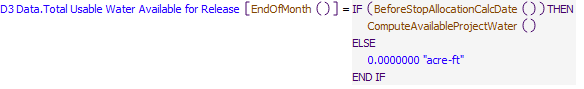 D3 Data.Total Usable Water Available for Release [EndOfMonth ()] = IF (BeforeStopAllocationCalcDate ()) THEN
ComputeAvailableProjectWater ()
ELSE
0.0000000 "acre-ft"
END IF